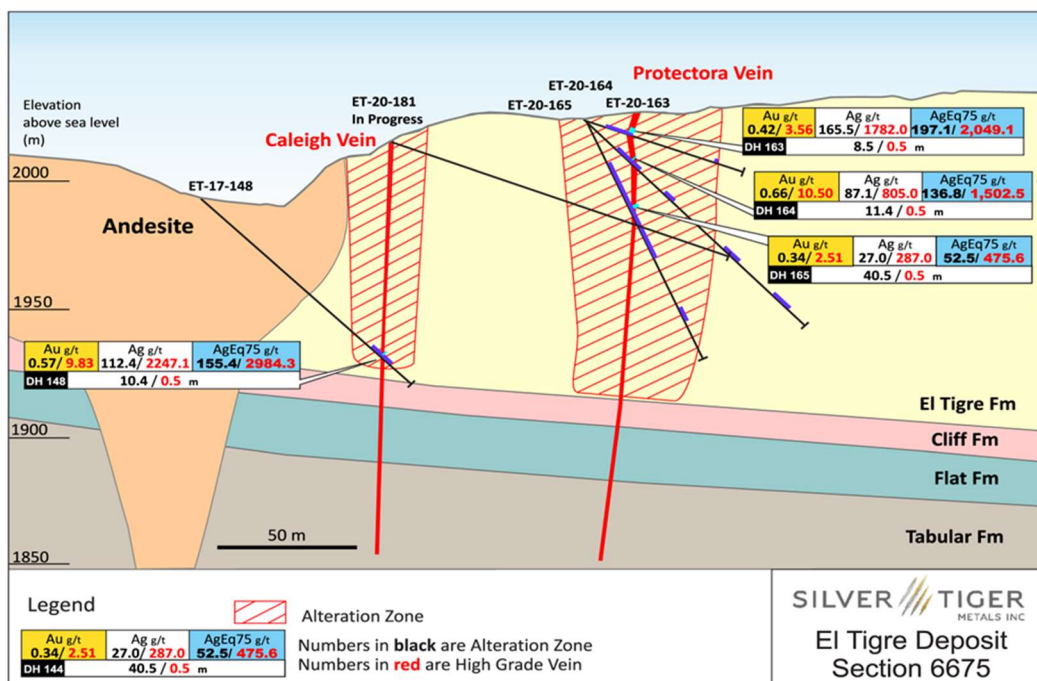 Protectora Vein
ET-20-164
ET-20-181
In Progress
ET-20-165
ET-20-163
Elevation
above sea level
(m)
Caleigh Vein
Au g/t Ag g/t AgEq75 g/t
0.42/ 3.56 165.5/ 1782.0 197.1/ 2,049.1
DH 163 8.5 / 0.5 m
2000
ET-17-148
Au g/t Ag g/t AgEq75 g/t
0.66/ 10.50 87.1/ 805.0 136.8/ 1,502.5
DH 164 11.4 / 0.5 m
Andesite
Au g/t Ag g/t AgEq75 g/t
0.34/ 2.51 27.0/ 287.0 52.5/ 475.6
DH 165 40.5/ 0.5 m
1950
Au g/t Ag g/t AgEq75 g/t
0.57/ 9.83 112.4/ 2247.1 155.4/ 2984.3
DH 148 10.4 / 0.5 m
El Tigre Fm
1900
Cliff Fm
Flat Fm
50 m
Tabular Fm
1850
Legend
Alteration Zone
Au g/t Ag g/t AgEq75 g/t
0.34/ 2.51 27.0/ 287.0 52.5/ 475.6
DH 144 40.5 / 0.5 m
Numbers in black are Alteration Zone
Numbers in red are High Grade Vein
SILVER TIGER
METALS INC
El Tigre Deposit
Section 6675